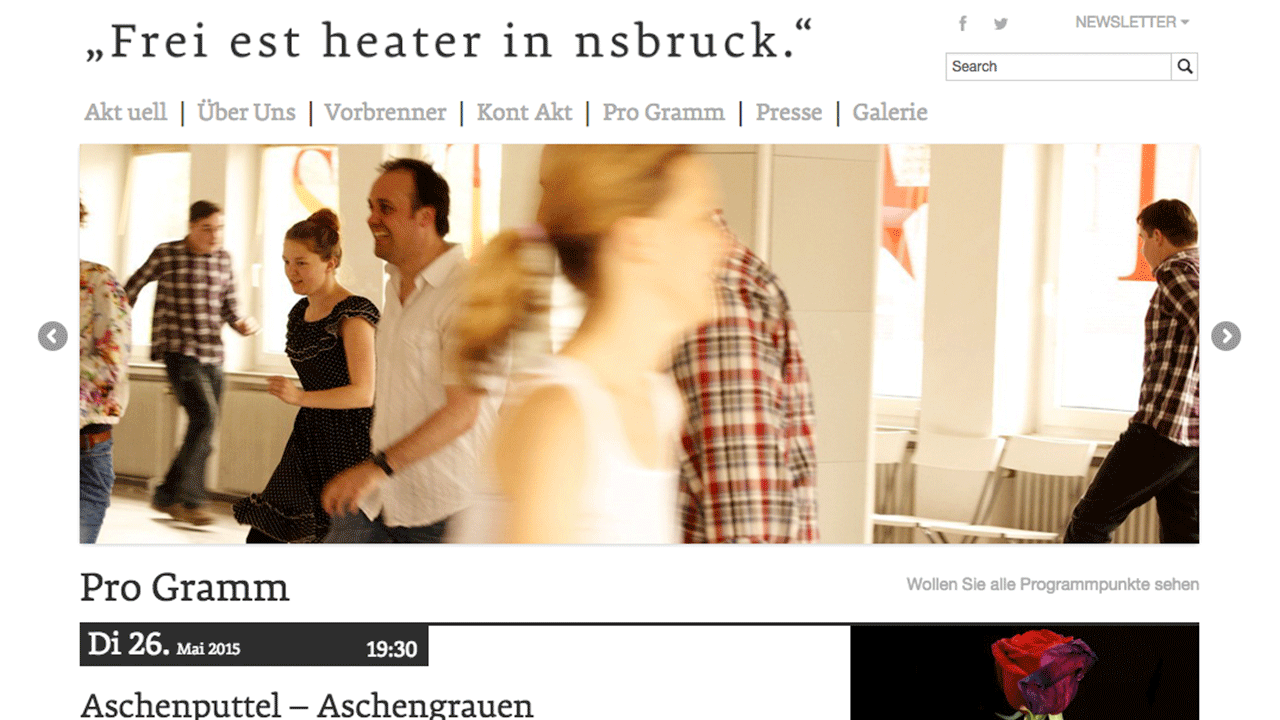 „Frei est heater in nsbruck.“
NEWSLETTER
Search
Akt uell | Über Uns | Vorbrenner | Kont Akt | Pro Gramm | Presse | Galerie
Pro Gramm
Wollen Sie alle Programmpunkte sehen
Di 26. Mai 2015 19:30
Aschenputtel – Aschengrauen